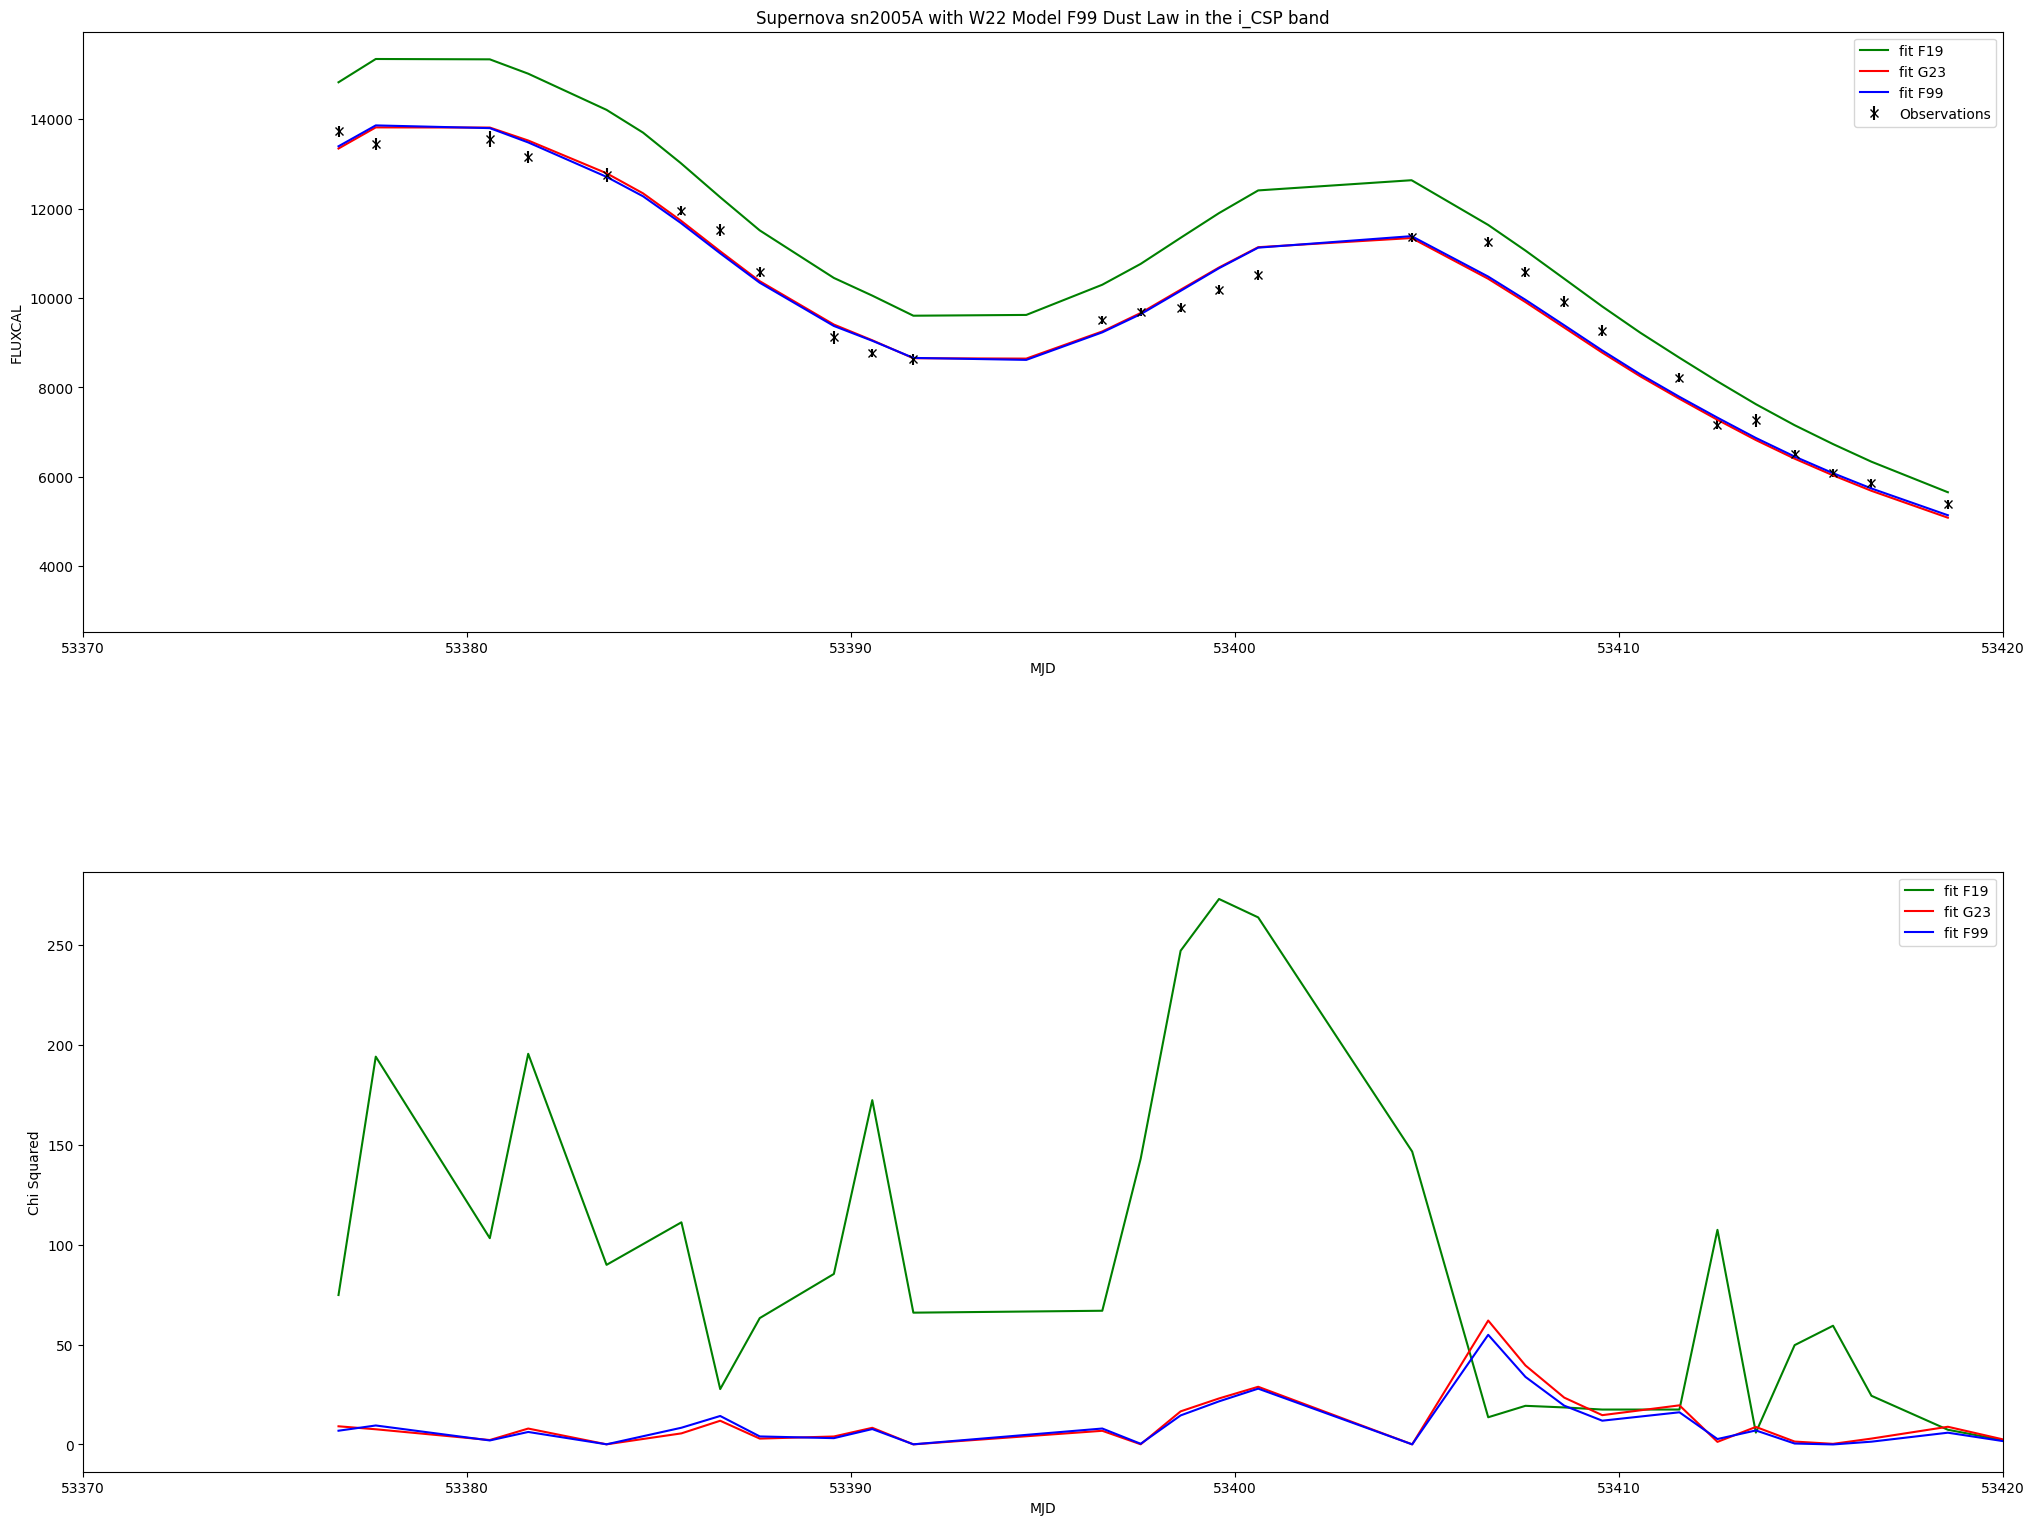 Supernova sn2005A with W22 Model F99 Dust Law in the i_CSP band
fit F19
fit G23
fit F99
Observations
14000
12000
10000
8000
6000
4000
FLUXCAL
53370 53380 53390 53400 53410 53420
MJD
fit F19
fit G23
fit F99
250
200
150
100
50
0
Chi Squared
53370 53380 53390 53400 53410 53420
MJD